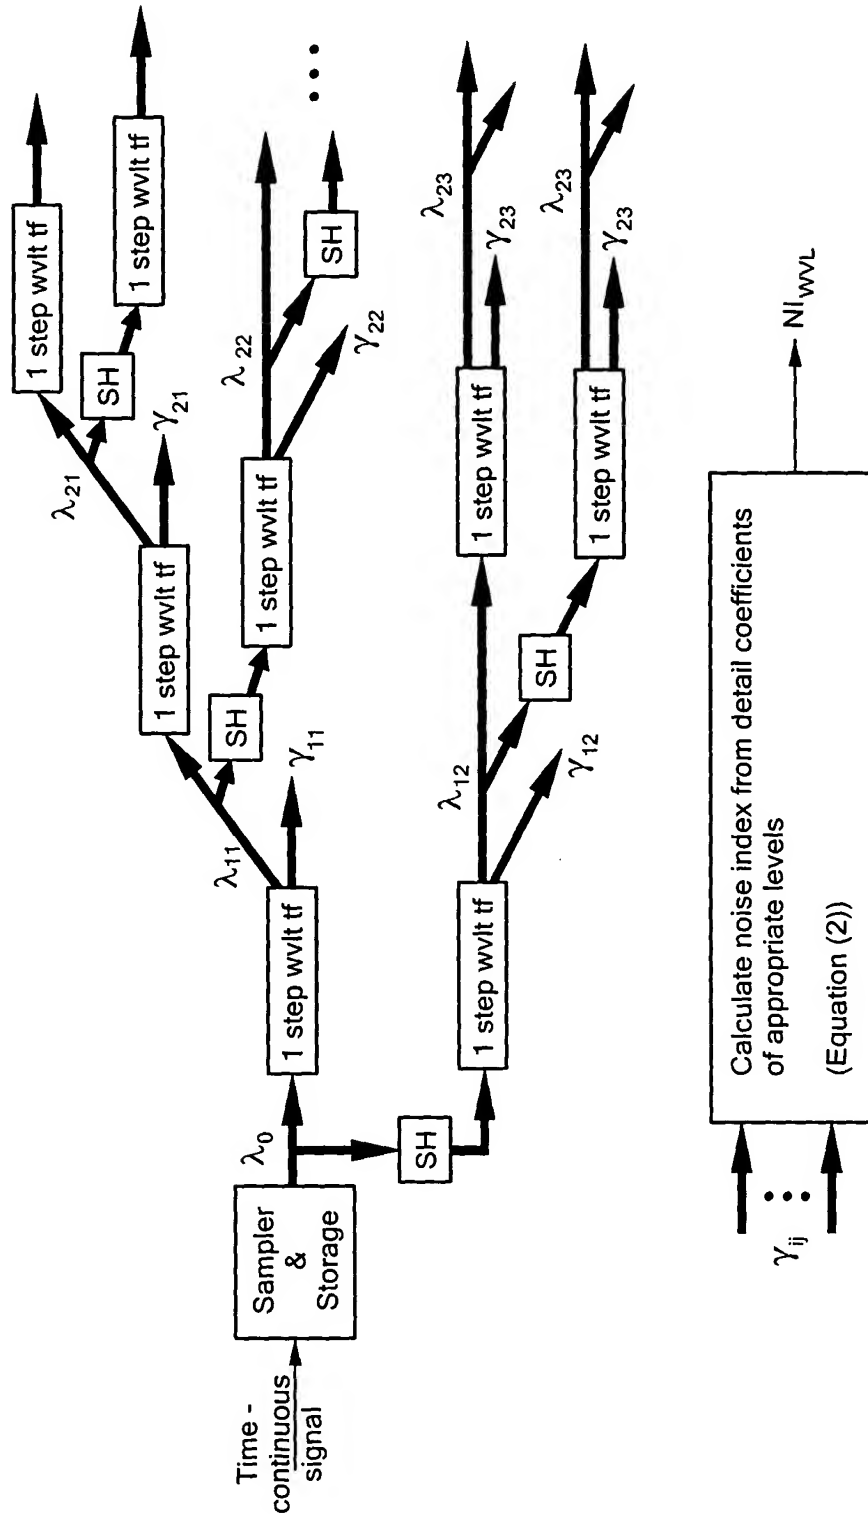 Time -
continuous
signal
Sampler
&
Storage
λ0
SH
1 step wvlt tf
λ11
γ11
SH
1 step wvlt tf
λ21
γ21
SH
1 step wvlt tf
1 step wvlt tf
1 step wvlt tf
λ22
γ22
SH
1 step wvlt tf
λ12
γ12
SH
1 step wvlt tf
λ23
γ23
1 step wvlt tf
λ23
γ23
γij
Calculate noise index from detail coefficients
of appropriate levels
(Equation (2))
NIWVL